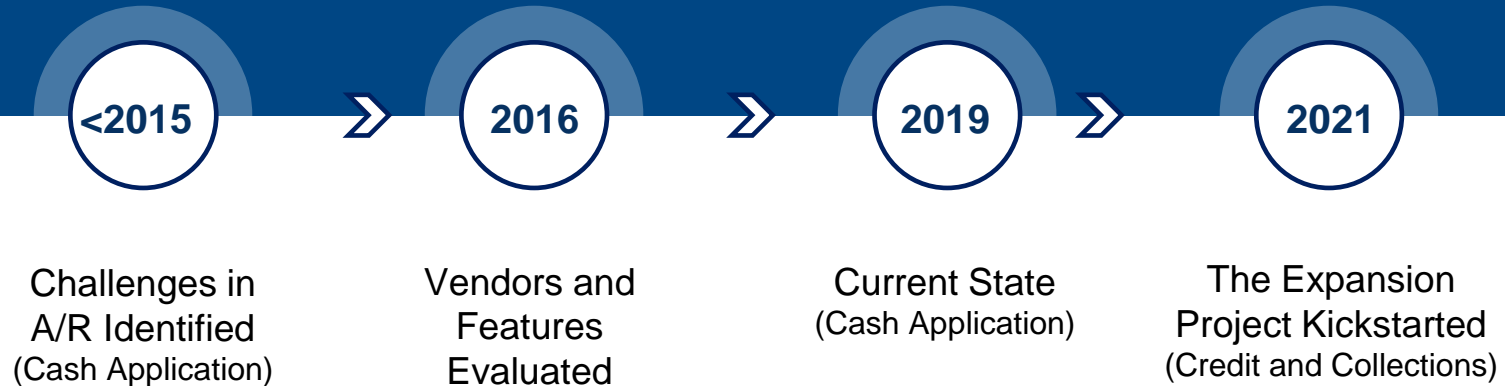 <2015
2016
2019
2021
Challenges in
A/R Identified
(Cash Application)
Vendors and
Features
Evaluated
Current State
(Cash Application)
The Expansion
Project Kickstarted
(Credit and Collections)